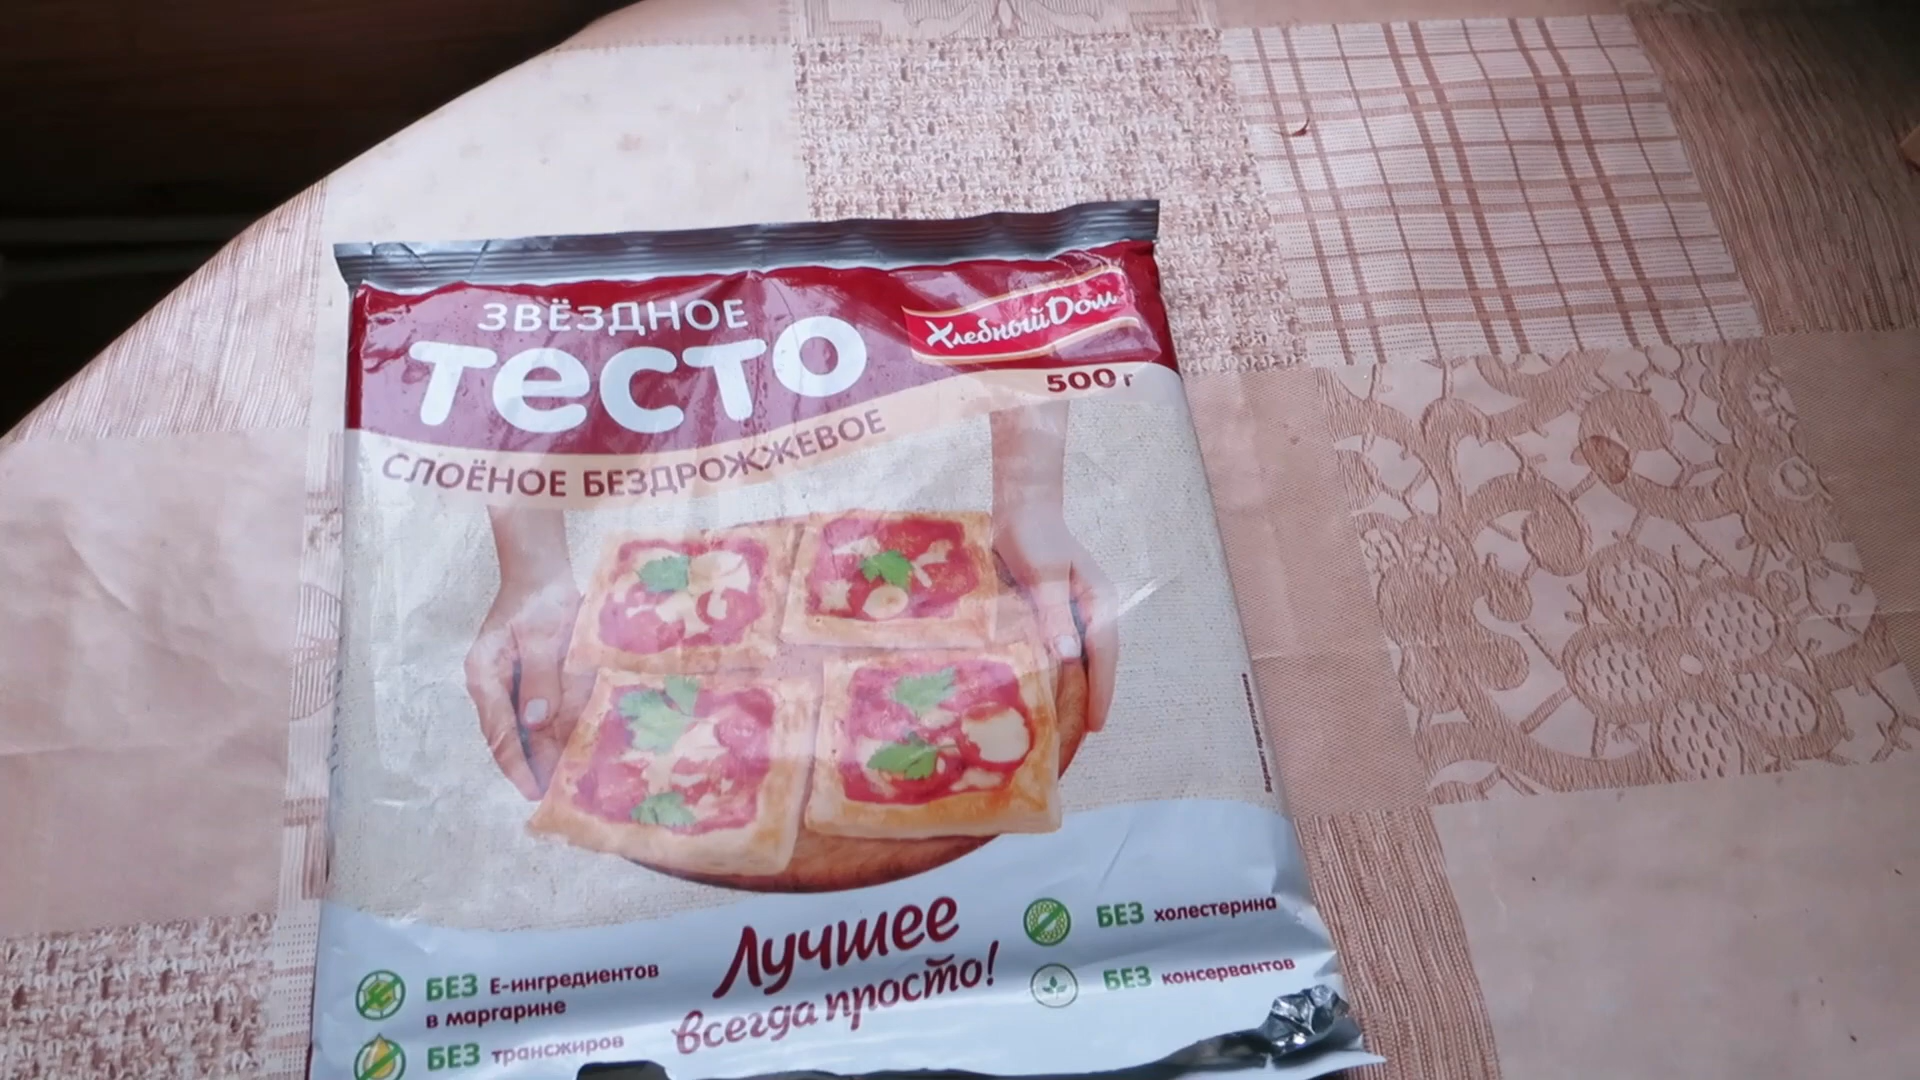 ЗВЁЗДНОЕ
тесто
ХлебныйДом
500 г
СЛОЁНОЕ БЕЗДРОЖЖЕВОЕ
Лучшее
всегда просто!
БЕЗ Е-ингредиентов
в маргарине
БЕЗ трансжиров
БЕЗ холестерина
БЕЗ консервантов